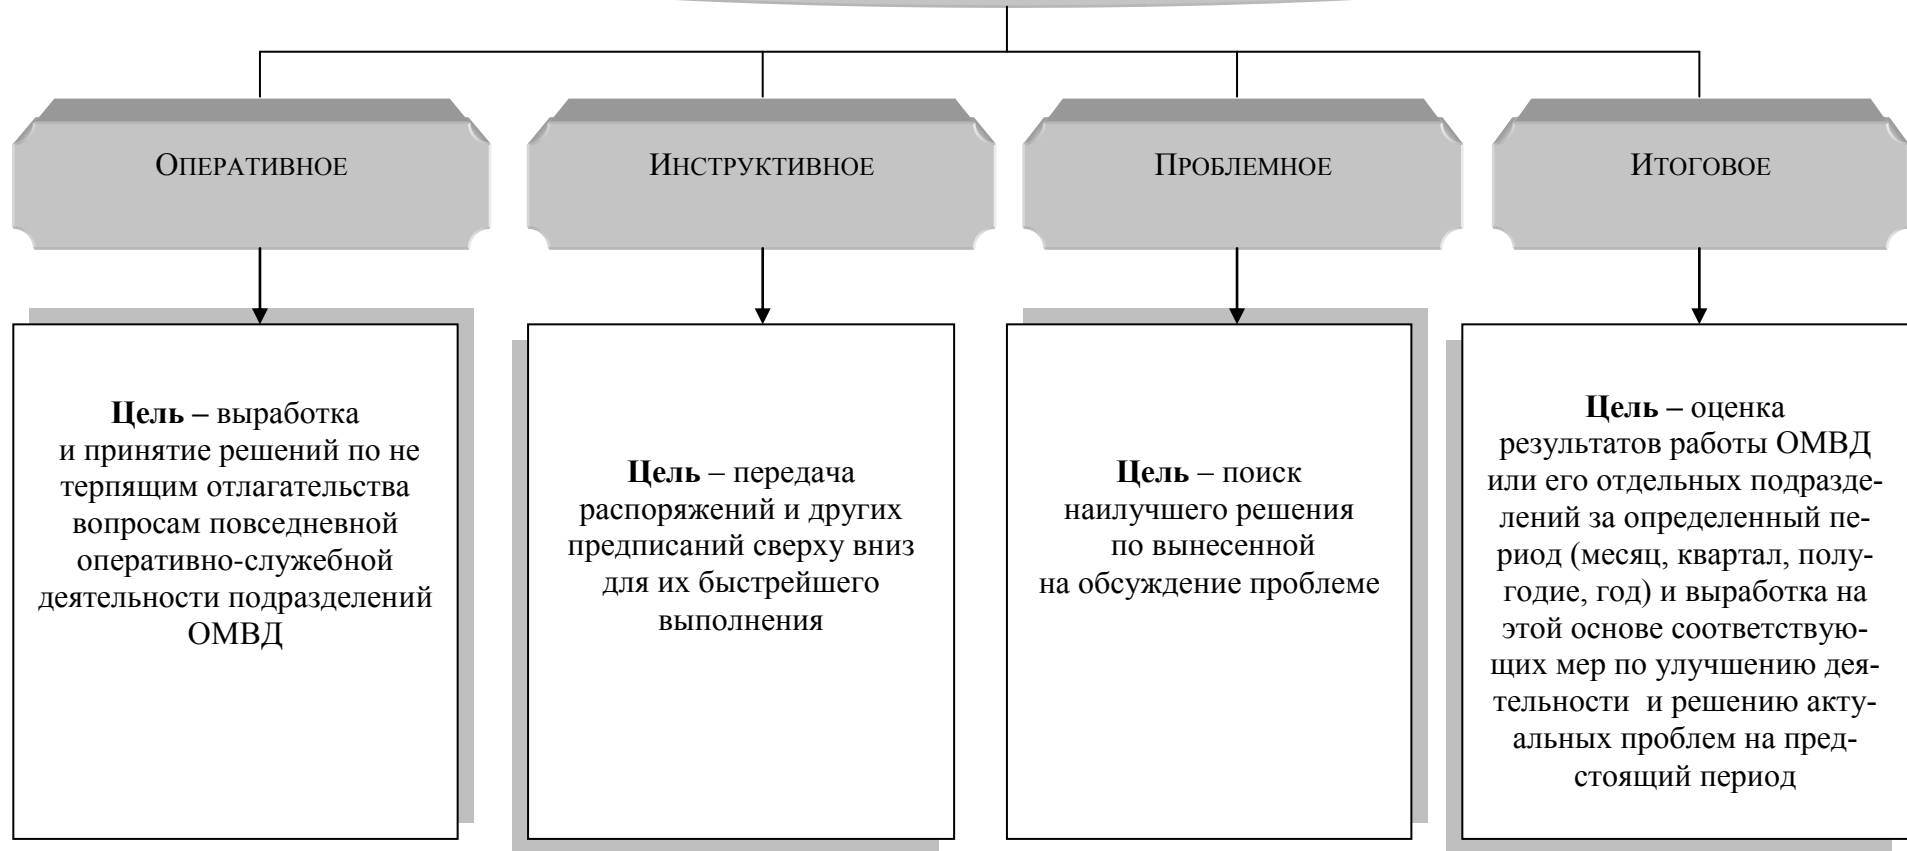 ОПЕРАТИВНОЕ
ИНСТРУКТИВНОЕ
ПРОБЛЕМНОЕ
ИТОГОВОЕ
Цель – выработка
и принятие решений по не
терпящим отлагательства
вопросам повседневной
оперативно-служебной
деятельности подразделений
ОМВД
Цель – передача
распоряжений и других
предписаний сверху вниз
для их быстрейшего
выполнения
Цель – поиск
наилучшего решения
по вынесенной
на обсуждение проблеме
Цель – оценка
результатов работы ОМВД
или его отдельных подразде-
лений за определенный пе-
риод (месяц, квартал, полу-
годие, год) и выработка на
этой основе соответствую-
щих мер по улучшению дея-
тельности и решению акту-
альных проблем на пред-
стоящий период